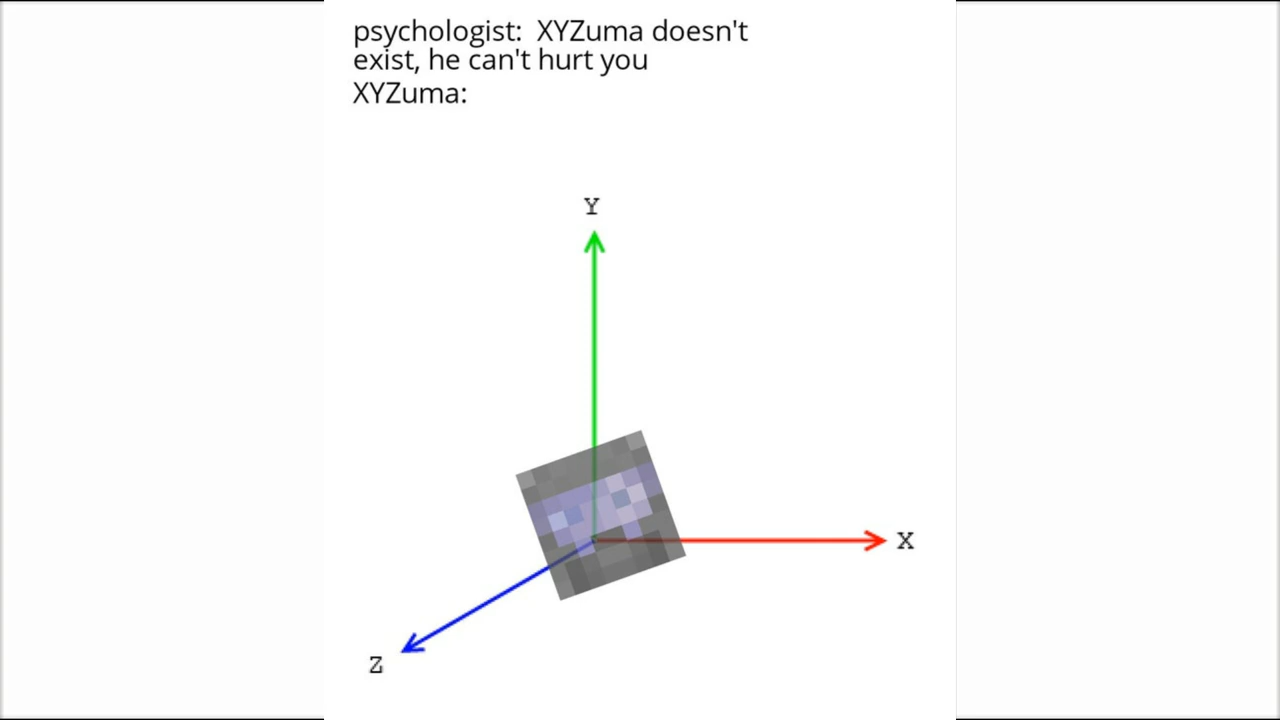 psychologist:  XYZuma doesn't
exist, he can't hurt you
XYZuma:
Y
X
Z